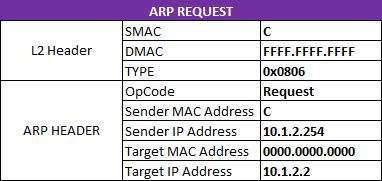 ARP REQUEST
L2 Header
SMAC C
DMAC FFFF.FFFF.FFFF
TYPE 0x0806
ARP HEADER
OpCode Request
Sender MAC Address C
Sender IP Address 10.1.2.254
Target MAC Address 0000.0000.0000
Target IP Address 10.1.2.2